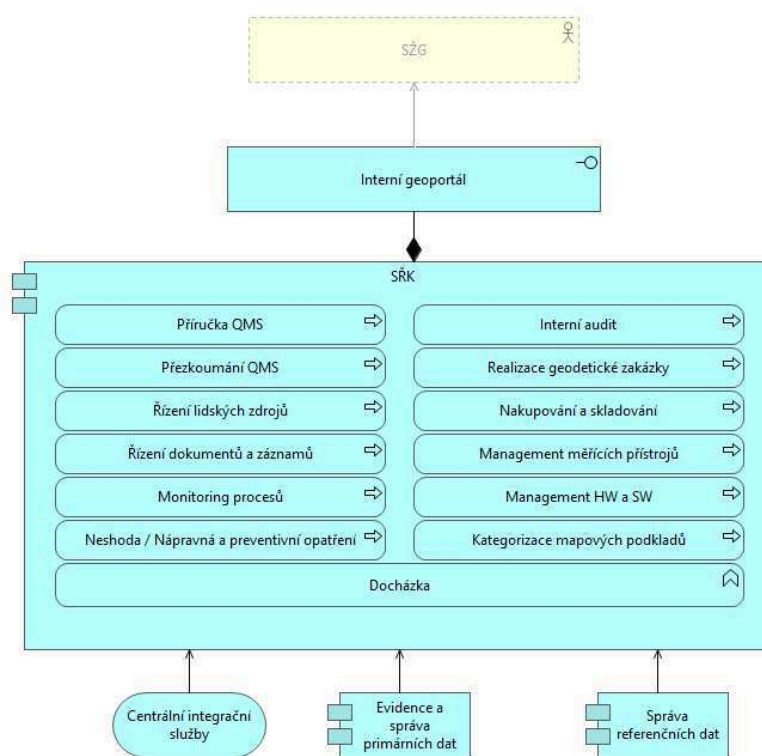 SŽG
Interní geoportál
SŘK
Příručka QMS
Interní audit
Přezkoumání QMS
Realizace geodetické zakázky
Řízení lidských zdrojů
Nakupování a skladování
Řízení dokumentů a záznamů
Management měřících přístrojů
Monitoring procesů
Management HW a SW
Neshoda / Nápravná a preventivní opatření
Kategorizace mapových podkladů
Docházka
Centrální integrační
služby
Evidence a
správa
primárních dat
Správa
referenčních dat